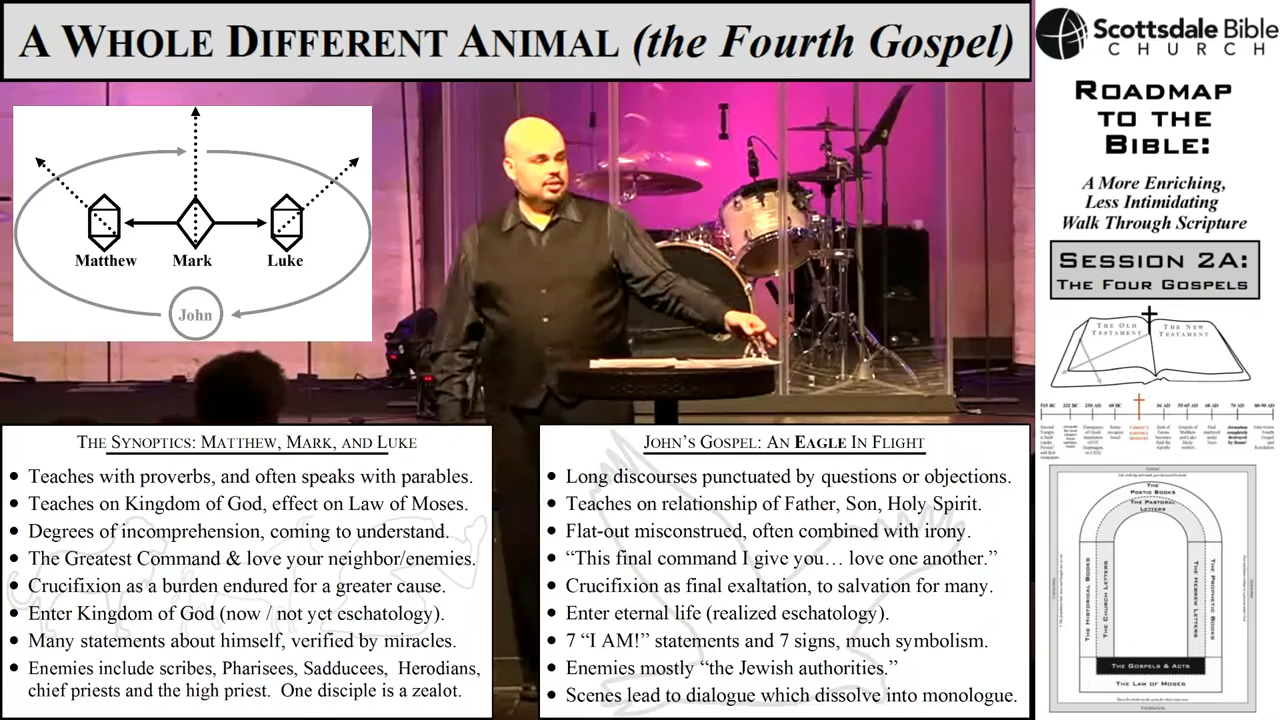 A WHOLE DIFFERENT ANIMAL (the Fourth Gospel)
Matthew
Mark
Luke
John
THE SYNOPTICS: MATTHEW, MARK, AND LUKE
• Teaches with proverbs, and often speaks with parables.
• Teaches on Kingdom of God, effect on Law of Moses.
• Degrees of incomprehension, coming to understand.
• The Greatest Command & love your neighbor/enemies.
• Crucifixion as a burden endured for a greater cause.
• Enter Kingdom of God (now / not yet eschatology).
• Many statements about himself, verified by miracles.
• Enemies include scribes, Pharisees, Sadducees, Herodians,
chief priests and the high priest. One disciple is a zealot.
JOHN'S GOSPEL: AN EAGLE IN FLIGHT
• Long discourses punctuated by questions or objections.
• Teaches on relationship of Father, Son, Holy Spirit.
• Flat-out misconstrued, often combined with irony.
• “This final command I give you… love one another.”
• Crucifixion as final exaltation, to salvation for many.
• Enter eternal life (realized eschatology).
• 7 “I AM!” statements and 7 signs, much symbolism.
• Enemies mostly “the Jewish authorities.”
• Scenes lead to dialogue which dissolve into monologue.
Scottsdale Bible
CHURCH
ROADMAP
TO THE
BIBLE:
A More Enriching,
Less Intimidating
Walk Through Scripture
SESSION 2A:
THE FOUR GOSPELS
THE OLD
TESTAMENT
THE NEW
TESTAMENT
THE
POETIC BOOKS
THE PASTORAL
LETTERS
THE HISTORICAL BOOKS
THE CHURCH LETTERS
THE HEBREW LETTERS
THE PROPHETIC BOOKS
THE GOSPELS & ACTS
THE LAW OF MOSES